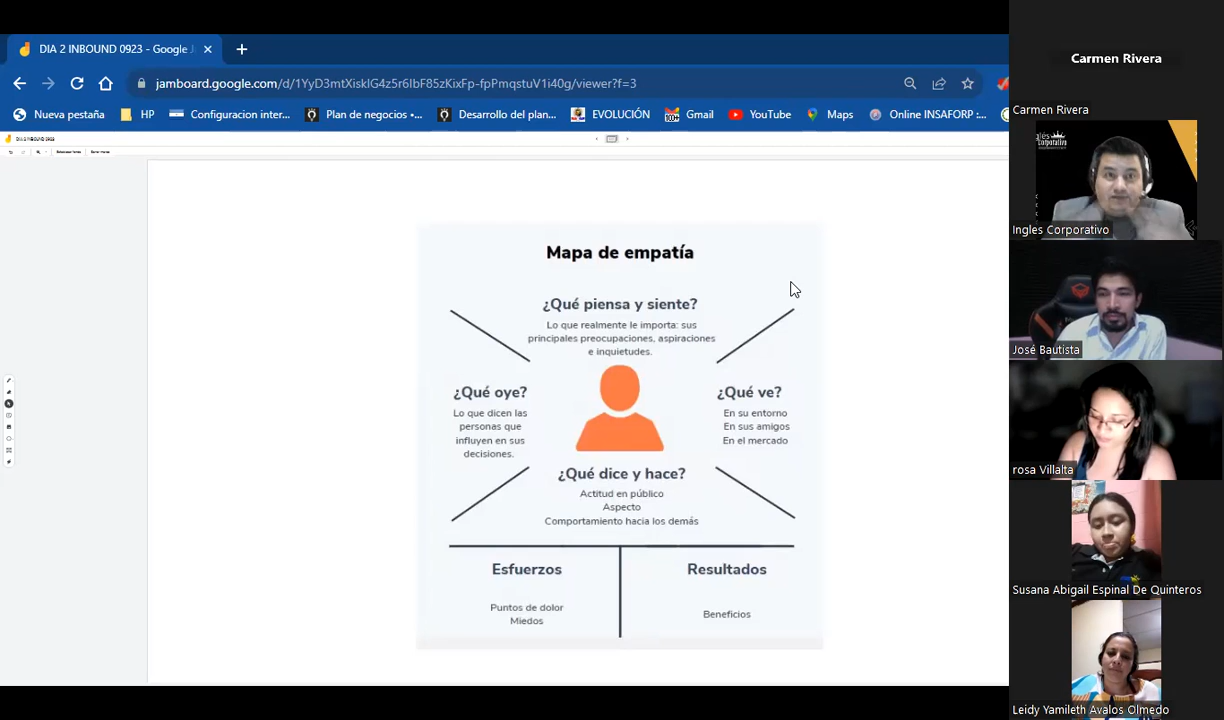 DIA 2 INBOUND 0923 - Google J
jamboard.google.com/d/1YyD3mtXiskIG4z5r6IbF85zKixFp-fpPmqstuV1i40g/viewer?f=3
Nueva pestaña
HP
Configuracion inter...
Plan de negocios •...
Desarrollo del plan...
EVOLUCIÓN
Gmail
YouTube
Maps
Online INSAFORP :...
DIA 2 INBOUND 0923
Mapa de empatía
¿Qué piensa y siente?
Lo que realmente le importa: sus
principales preocupaciones, aspiraciones
e inquietudes.
¿Qué oye?
Lo que dicen las
personas que
influyen en sus
decisiones.
¿Qué ve?
En su entorno
En sus amigos
En el mercado
¿Qué dice y hace?
Actitud en público
Aspecto
Comportamiento hacia los demás
Esfuerzos
Puntos de dolor
Miedos
Resultados
Beneficios
Carmen Rivera
Carmen Rivera
Ingles Corporativo
José Bautista
rosa Villalta
Susana Abigail Espinal De Quinteros
Leidy Yamileth Avalos Olmedo